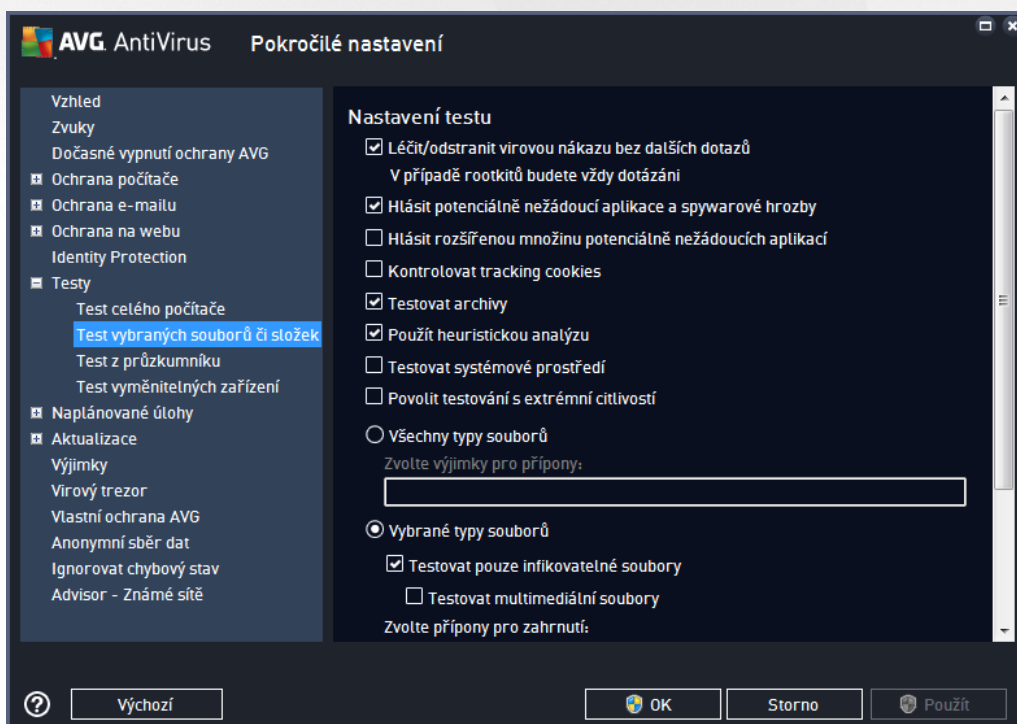 AVG. AntiVirus Pokročilé nastavení
Vzhled
Zvuky
Dočasné vypnutí ochrany AVG
Ochrana počítače
Ochrana e-mailu
Ochrana na webu
Identity Protection
Testy
Test celého počítače
Test vybraných souborů či složek
Test z průzkumníku
Test vyměnitelných zařízení
Naplánované úlohy
Aktualizace
Výjimky
Virový trezor
Vlastní ochrana AVG
Anonymní sběr dat
Ignorovat chybový stav
Advisor - Známé sítě
Nastavení testu
Léčit/odstranit virovou nákazu bez dalších dotazů
V případě rootkitů budete vždy dotázáni
Hlásit potenciálně nežádoucí aplikace a spywarové hrozby
Hlásit rozšířenou množinu potenciálně nežádoucích aplikací
Kontrolovat tracking cookies
Testovat archivy
Použít heuristickou analýzu
Testovat systémové prostředí
Povolit testování s extrémní citlivostí
Všechny typy souborů
Zvolte výjimky pro přípony:
Vybrané typy souborů
Testovat pouze infikovatelné soubory
Testovat multimediální soubory
Zvolte přípony pro zahrnutí:
? Výchozí OK Storno Použít